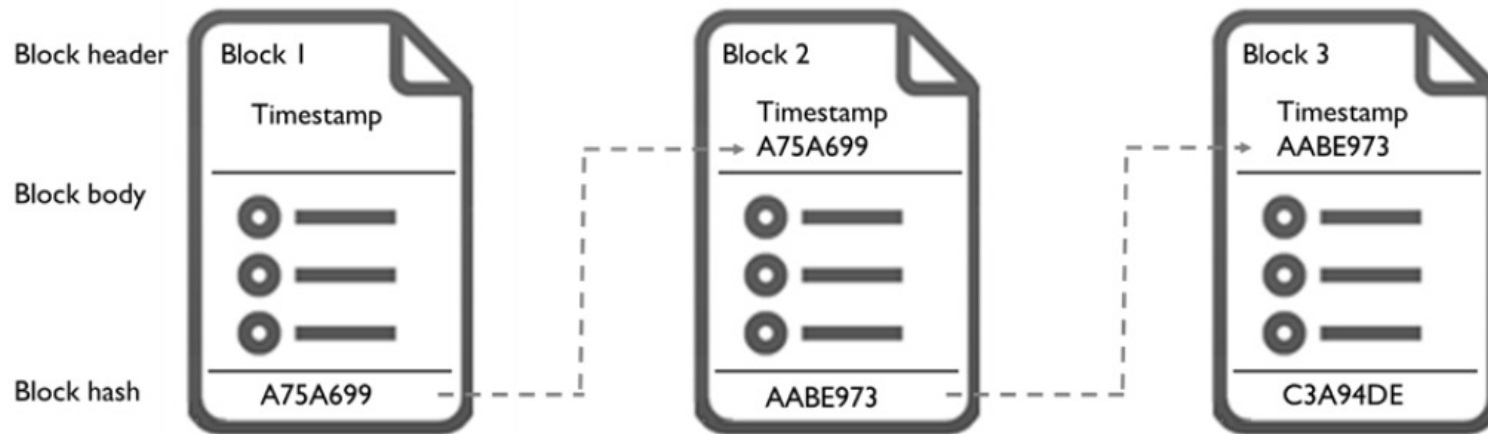 Block header
Block 1
Timestamp
Block 2
Timestamp
A75A699
Block 3
Timestamp
AABE973
Block body
Block hash
A75A699
AABE973
C3A94DE